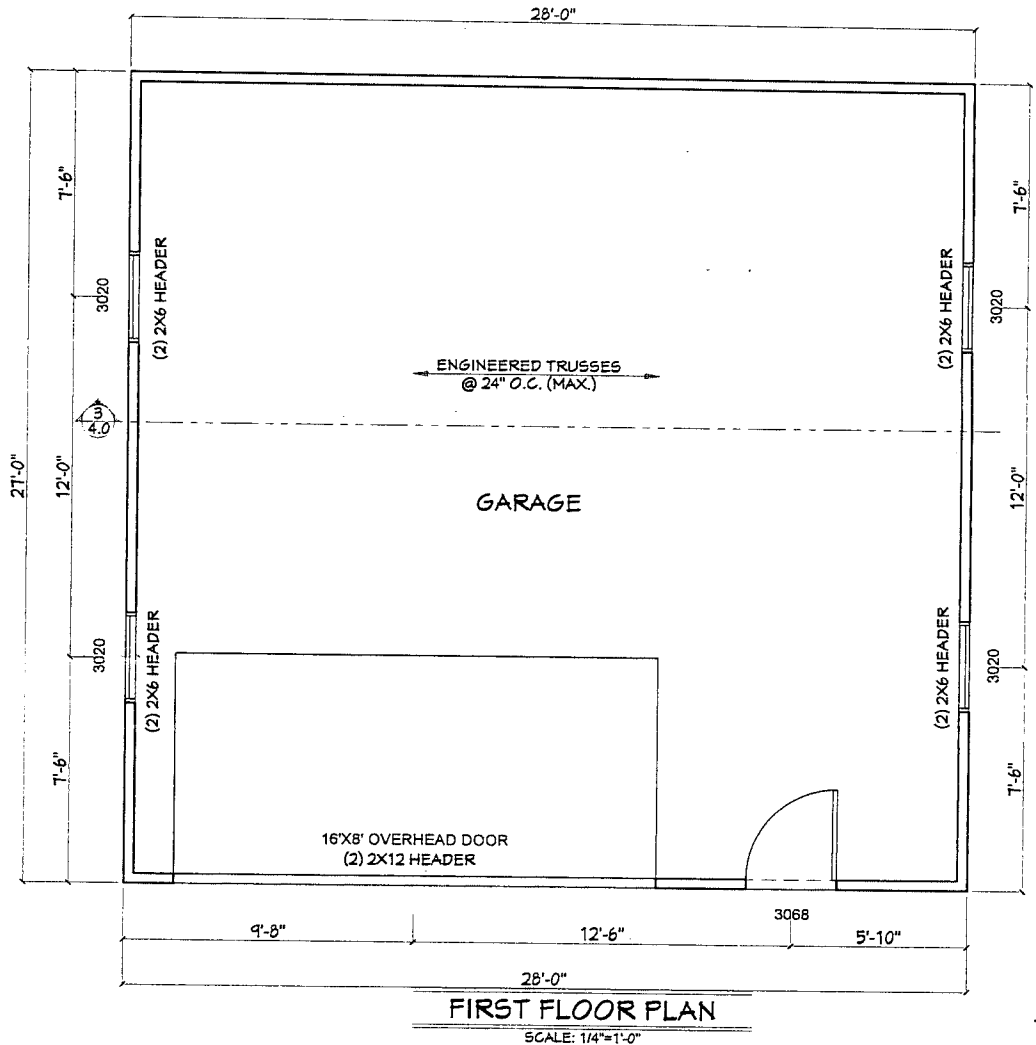 28'-0"
7'-6"
7'-6"
(2) 2X6 HEADER
3020
(2) 2X6 HEADER
3020
ENGINEERED TRUSSES
@ 24" O.C. (MAX.)
3
4.0
27'-0"
12'-0"
12'-0"
GARAGE
(2) 2X6 HEADER
3020
(2) 2X6 HEADER
3020
7'-6"
7'-6"
16'X8' OVERHEAD DOOR
(2) 2X12 HEADER
3068
9'-8"
12'-6"
5'-10"
28'-0"
FIRST FLOOR PLAN
SCALE: 1/4"=1'-0"